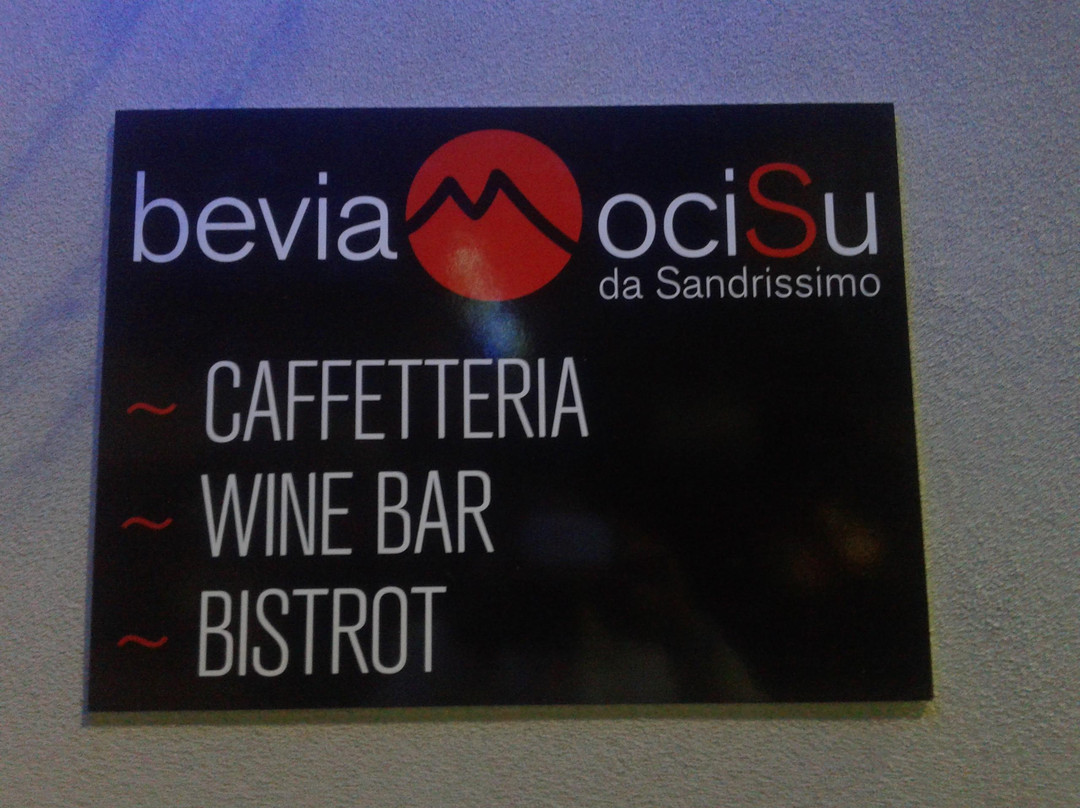 beviaMociSu
da Sandrissimo
~ CAFFETTERIA
~ WINE BAR
~ BISTROT